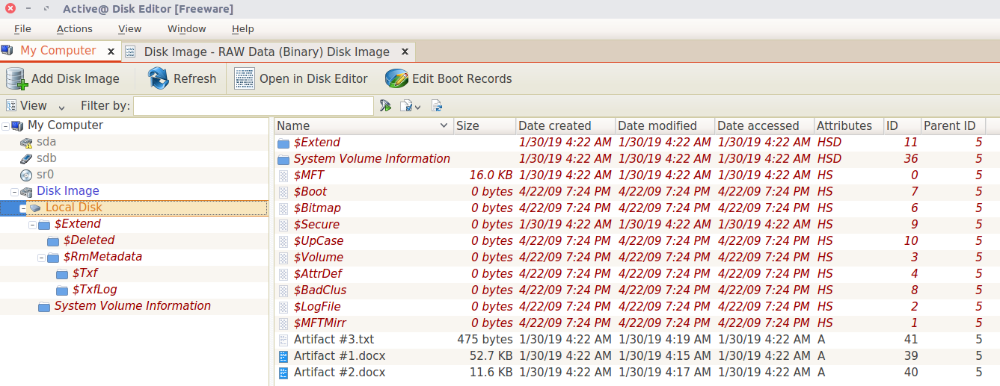 Active@ Disk Editor [Freeware]
File Actions View Window Help
My Computer x Disk Image - RAW Data (Binary) Disk Image x
Add Disk Image Refresh Open in Disk Editor Edit Boot Records
View Filter by:
My Computer
sda
sdb
sr0
Disk Image
Local Disk
$Extend
$Deleted
$RmMetadata
$Txf
$TxfLog
System Volume Information
Name Size Date created Date modified Date accessed Attributes ID Parent ID
$Extend 1/30/19 4:22 AM 1/30/19 4:22 AM 1/30/19 4:22 AM HSD 11 5
System Volume Information 1/30/19 4:22 AM 1/30/19 4:22 AM 1/30/19 4:22 AM HSD 36 5
$MFT 16.0 KB 1/30/19 4:22 AM 1/30/19 4:22 AM 1/30/19 4:22 AM HS 0 5
$Boot 0 bytes 4/22/09 7:24 PM 4/22/09 7:24 PM 4/22/09 7:24 PM HS 7 5
$Bitmap 0 bytes 4/22/09 7:24 PM 4/22/09 7:24 PM 4/22/09 7:24 PM HS 6 5
$Secure 0 bytes 1/30/19 4:22 AM 1/30/19 4:22 AM 1/30/19 4:22 AM HS 9 5
$UpCase 0 bytes 4/22/09 7:24 PM 4/22/09 7:24 PM 4/22/09 7:24 PM HS 10 5
$Volume 0 bytes 4/22/09 7:24 PM 4/22/09 7:24 PM 4/22/09 7:24 PM HS 3 5
$AttrDef 0 bytes 4/22/09 7:24 PM 4/22/09 7:24 PM 4/22/09 7:24 PM HS 4 5
$BadClus 0 bytes 4/22/09 7:24 PM 4/22/09 7:24 PM 4/22/09 7:24 PM HS 8 5
$LogFile 0 bytes 4/22/09 7:24 PM 4/22/09 7:24 PM 4/22/09 7:24 PM HS 2 5
$MFTMirr 0 bytes 4/22/09 7:24 PM 4/22/09 7:24 PM 4/22/09 7:24 PM HS 1 5
Artifact #3.txt 475 bytes 1/30/19 4:22 AM 1/30/19 4:19 AM 1/30/19 4:22 AM A 41 5
Artifact #1.docx 52.7 KB 1/30/19 4:22 AM 1/30/19 4:15 AM 1/30/19 4:22 AM A 39 5
Artifact #2.docx 11.6 KB 1/30/19 4:22 AM 1/30/19 4:17 AM 1/30/19 4:22 AM A 40 5